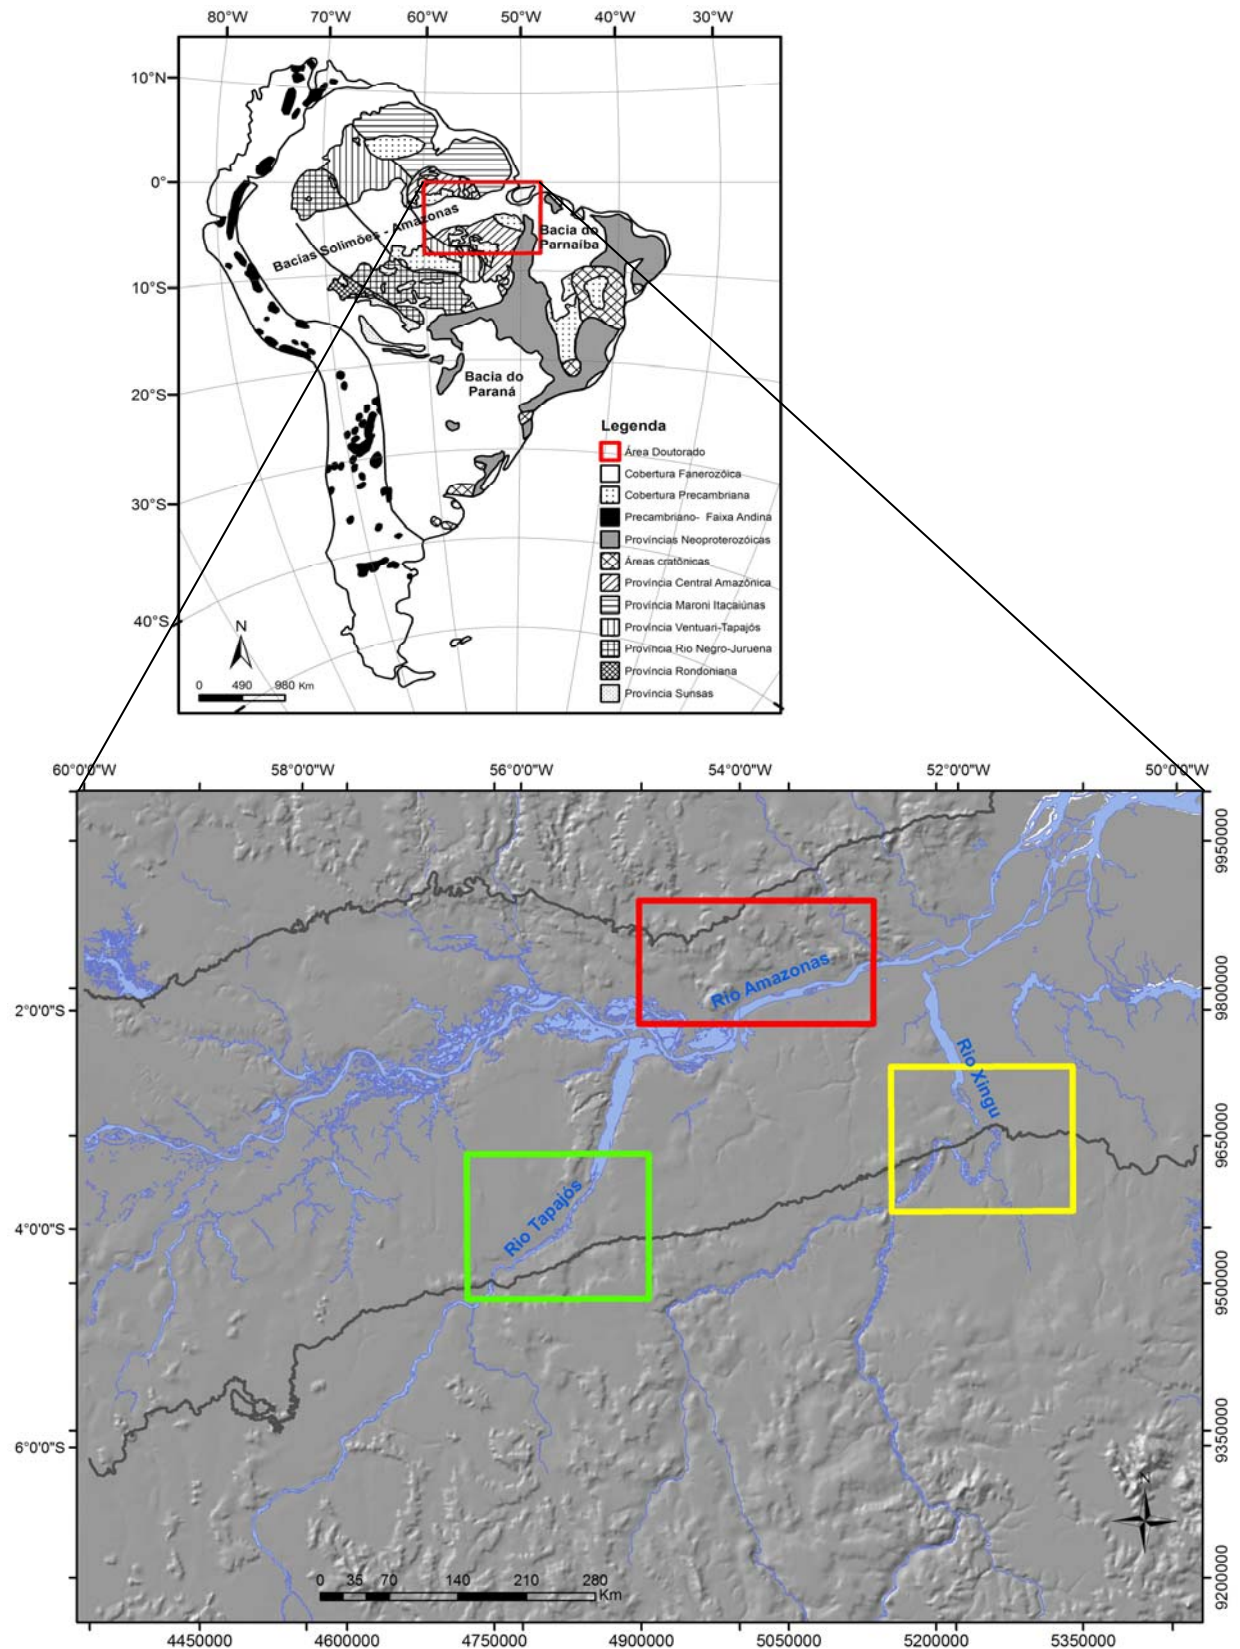 80°W 70°W 60°W 50°W 40°W 30°W
10°N
0°
10°S
20°S
30°S
40°S
Bacias Solimões - Amazonas
Bacia do
Parnaíba
Bacia do
Paraná
Legenda
Área Doutorado
Cobertura Fanerozóica
Cobertura Precambriana
Precambriano- Faixa Andina
Províncias Neoproterozóicas
Áreas cratônicas
Província Central Amazônica
Província Maroni Itacaiúnas
Província Ventuari-Tapajós
Província Rio Negro-Juruena
Província Rondoniana
Província Sunsas
N
0 490 980 Km
60°0'0"W 58°0'0"W 56°0'0"W 54°0'0"W 52°0'0"W 50°0'0"W
2°0'0"S
4°0'0"S
6°0'0"S
9950000
9800000
9650000
9500000
9350000
9200000
Rio Amazonas
Rio Xingu
Rio Tapajós
N
0 35 70 140 210 280
Km
4450000 4600000 4750000 4900000 5050000 5200000 5350000